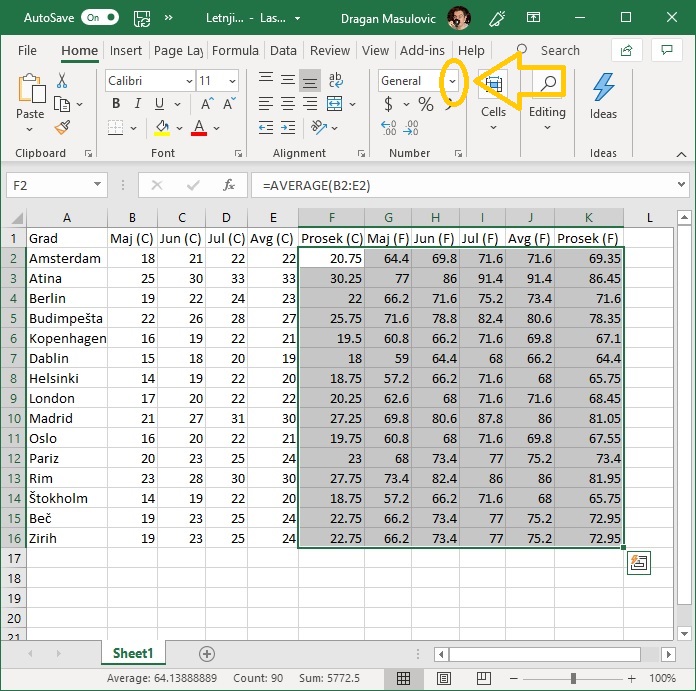 AutoSave On » Letnji... - Las... Dragan Masulovic
File Home Insert Page Lay Formula Data Review View Add-ins Help Search
Paste Calibri 11 General Cells Editing Ideas
B I U A A ab c A $ %
Clipboard Font Alignment Number Ideas
F2 fx =AVERAGE(B2:E2)
A B C D E F G H I J K L
1 Grad Maj (C) Jun (C) Jul (C) Avg (C) Prosek (C) Maj (F) Jun (F) Jul (F) Avg (F) Prosek (F)
2 Amsterdam 18 21 22 22 20.75 64.4 69.8 71.6 71.6 69.35
3 Atina 25 30 33 33 30.25 77 86 91.4 91.4 86.45
4 Berlin 19 22 24 23 22 66.2 71.6 75.2 73.4 71.6
5 Budimpešta 22 26 28 27 25.75 71.6 78.8 82.4 80.6 78.35
6 Kopenhagen 16 19 22 21 19.5 60.8 66.2 71.6 69.8 67.1
7 Dablin 15 18 20 19 18 59 64.4 68 66.2 64.4
8 Helsinki 14 19 22 20 18.75 57.2 66.2 71.6 68 65.75
9 London 17 20 22 22 20.25 62.6 68 71.6 71.6 68.45
10 Madrid 21 27 31 30 27.25 69.8 80.6 87.8 86 81.05
11 Oslo 16 20 22 21 19.75 60.8 68 71.6 69.8 67.55
12 Pariz 20 23 25 24 23 68 73.4 77 75.2 73.4
13 Rim 23 28 30 30 27.75 73.4 82.4 86 86 81.95
14 Štokholm 14 19 22 20 18.75 57.2 66.2 71.6 68 65.75
15 Beč 19 23 25 24 22.75 66.2 73.4 77 75.2 72.95
16 Zirih 19 23 25 24 22.75 66.2 73.4 77 75.2 72.95
17
18
19
20
21
Sheet1
Average: 64.13888889 Count: 90 Sum: 5772.5 100%